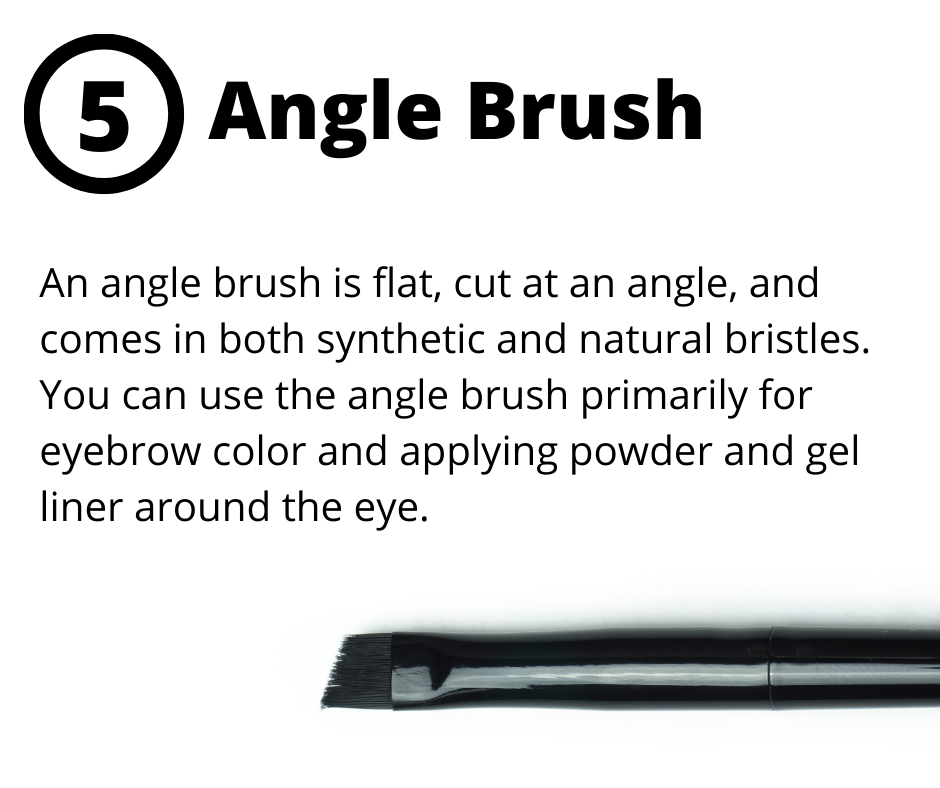 5 Angle Brush
An angle brush is flat, cut at an angle, and
comes in both synthetic and natural bristles.
You can use the angle brush primarily for
eyebrow color and applying powder and gel
liner around the eye.